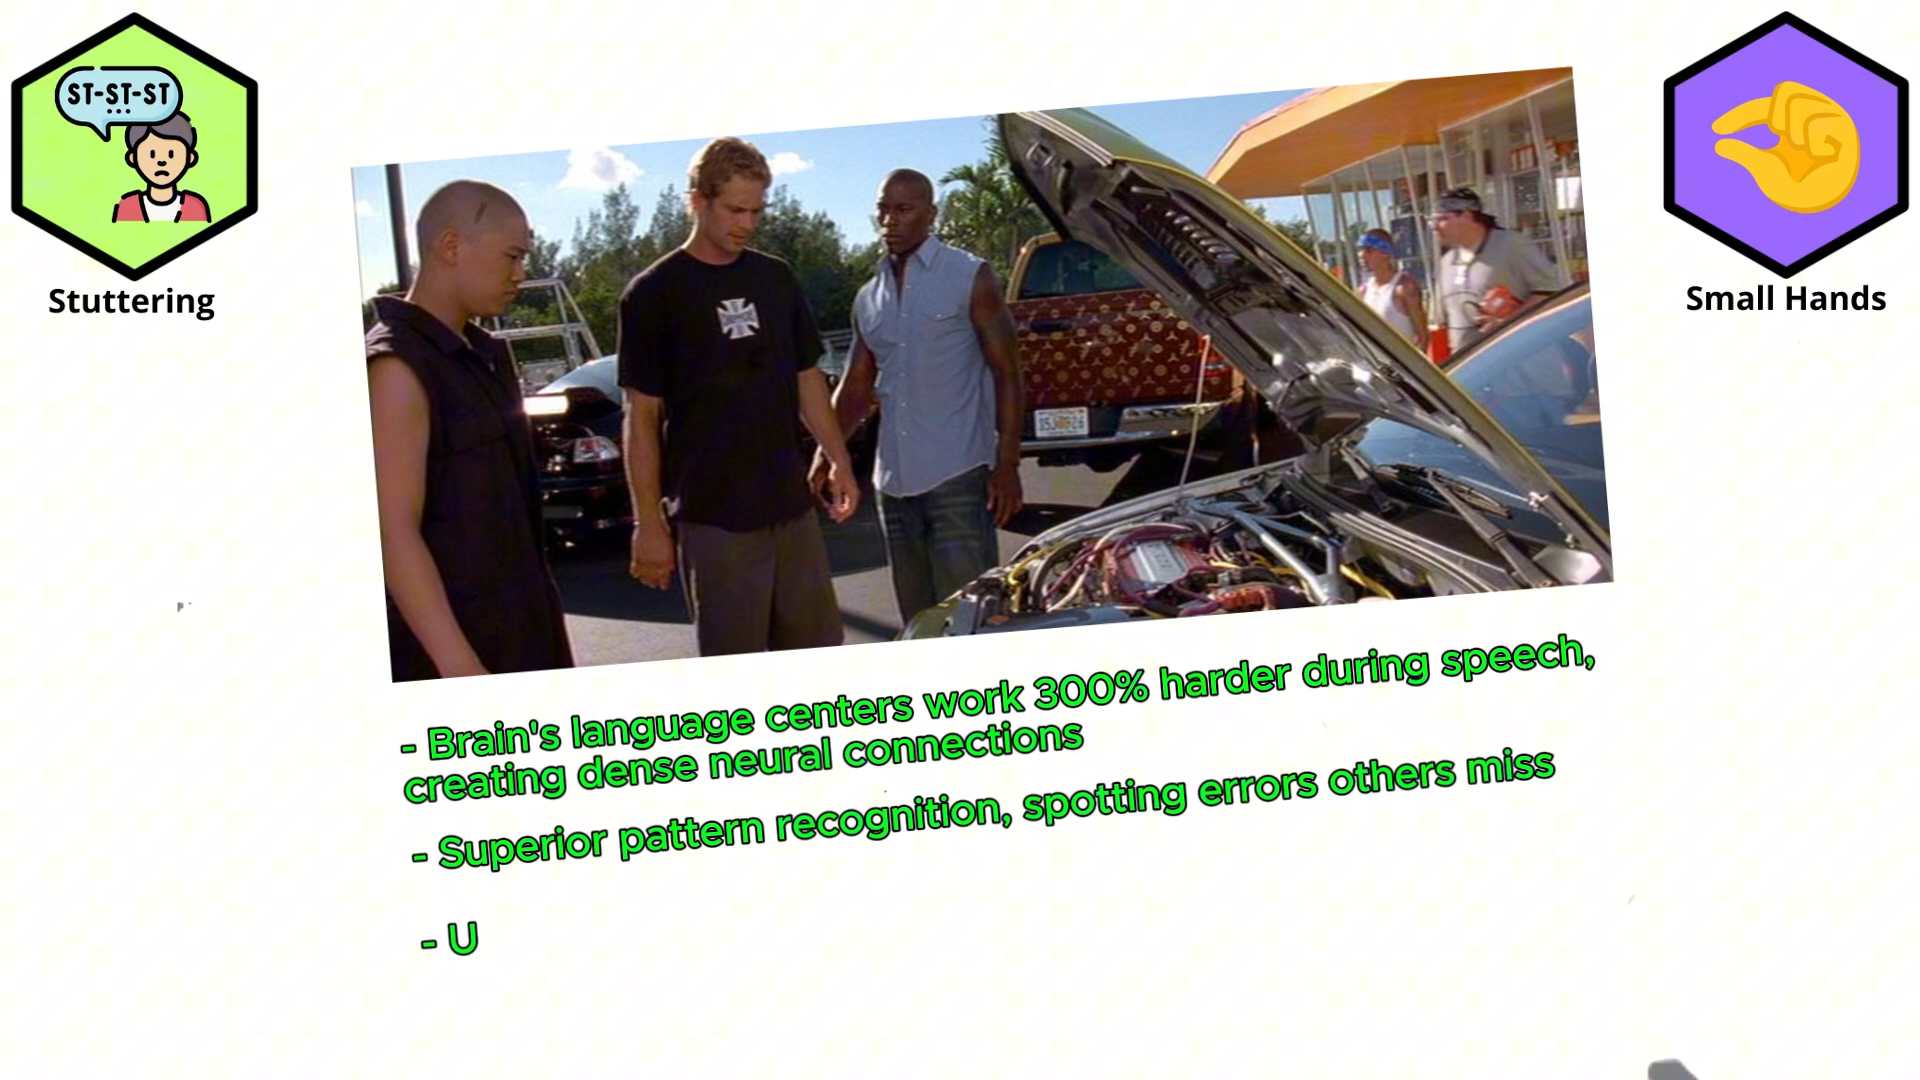 ST-ST-ST
...
Stuttering
Small Hands
- Brain's language centers work 300% harder during speech,
creating dense neural connections
- Superior pattern recognition, spotting errors others miss
- U